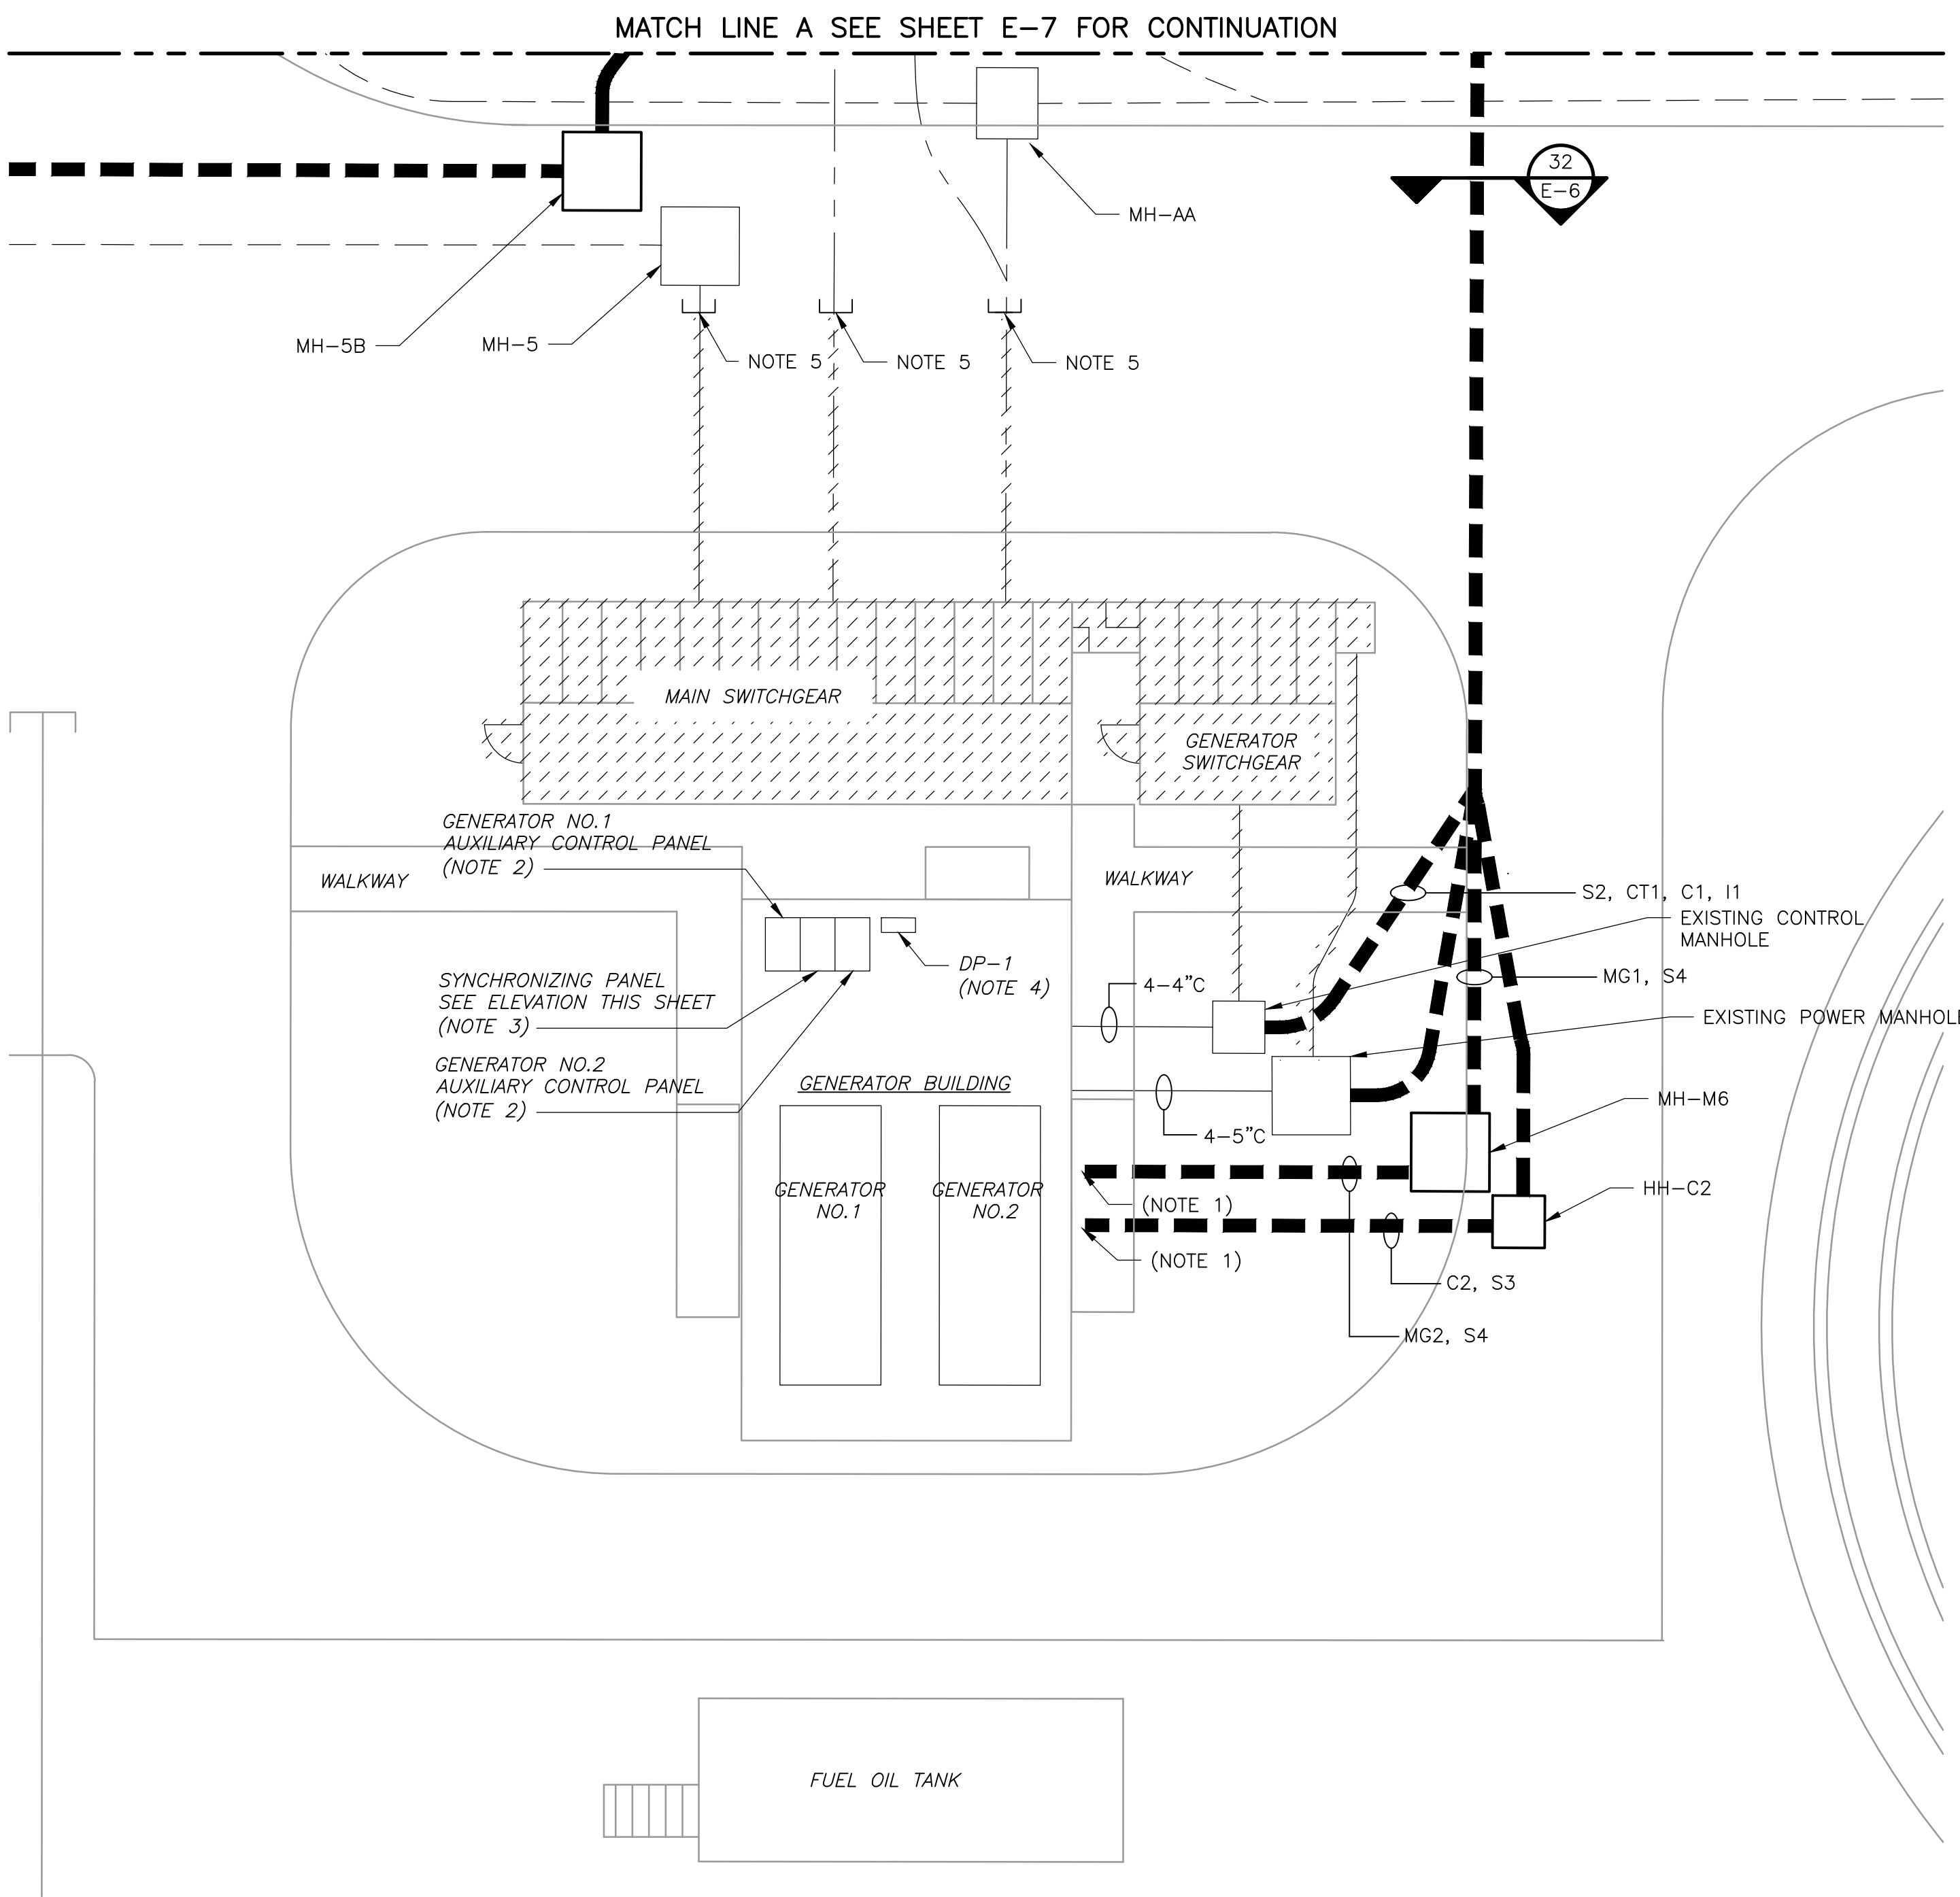 MATCH LINE A SEE SHEET E-7 FOR CONTINUATION
32
E-6
MH-AA
MH-5B
MH-5
NOTE 5
NOTE 5
NOTE 5
MAIN SWITCHGEAR
GENERATOR
SWITCHGEAR
GENERATOR NO.1
AUXILIARY CONTROL PANEL
(NOTE 2)
WALKWAY
WALKWAY
S2, CT1, C1, I1
EXISTING CONTROL
MANHOLE
DP-1
(NOTE 4)
MG1, S4
4-4"C
SYNCHRONIZING PANEL
SEE ELEVATION THIS SHEET
(NOTE 3)
EXISTING POWER MANHOLE
GENERATOR NO.2
AUXILIARY CONTROL PANEL
(NOTE 2)
GENERATOR BUILDING
MH-M6
4-5"C
GENERATOR
NO.1
GENERATOR
NO.2
HH-C2
(NOTE 1)
(NOTE 1)
C2, S3
MG2, S4
FUEL OIL TANK